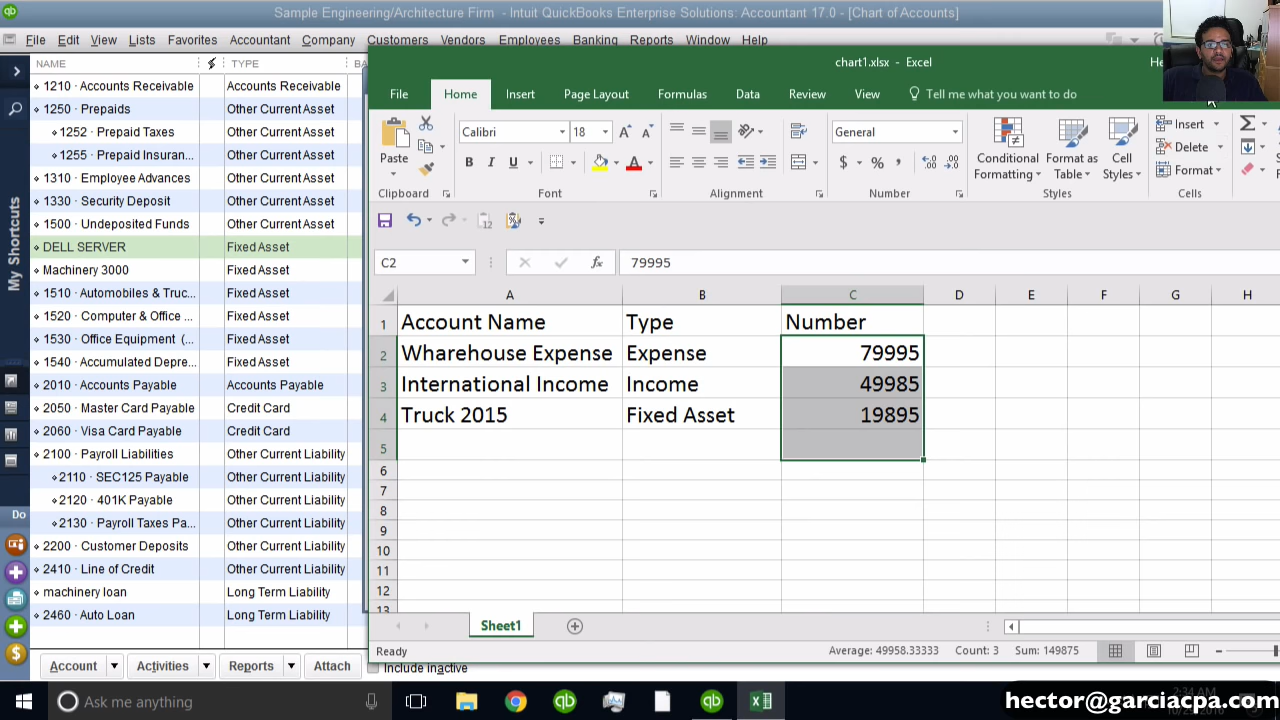 Sample Engineering/Architecture Firm - Intuit QuickBooks Enterprise Solutions: Accountant 17.0 - [Chart of Accounts]
File Edit View Lists Favorites Accountant Company Customers Vendors Employees Banking Reports Window Help
NAME TYPE
1210 · Accounts Receivable Accounts Receivable
1250 · Prepaids Other Current Asset
1252 · Prepaid Taxes Other Current Asset
1255 · Prepaid Insuran... Other Current Asset
1310 · Employee Advances Other Current Asset
1330 · Security Deposit Other Current Asset
1500 · Undeposited Funds Other Current Asset
DELL SERVER Fixed Asset
Machinery 3000 Fixed Asset
1510 · Automobiles & Truc... Fixed Asset
1520 · Computer & Office ... Fixed Asset
1530 · Office Equipment (... Fixed Asset
1540 · Accumulated Depre... Fixed Asset
2010 · Accounts Payable Accounts Payable
2050 · Master Card Payable Credit Card
2060 · Visa Card Payable Credit Card
2100 · Payroll Liabilities Other Current Liability
2110 · SEC125 Payable Other Current Liability
2120 · 401K Payable Other Current Liability
2130 · Payroll Taxes Pa... Other Current Liability
2200 · Customer Deposits Other Current Liability
2410 · Line of Credit Other Current Liability
machinery loan Long Term Liability
2460 · Auto Loan Long Term Liability
My Shortcuts
Do
Account Activities Reports Attach
Include inactive
chart1.xlsx - Excel
File Home Insert Page Layout Formulas Data Review View Tell me what you want to do
Paste
Calibri 18
B I U
General
$ % ,
Conditional Formatting
Format as Table
Cell Styles
Insert
Delete
Format
Clipboard Font Alignment Number Styles Cells
C2 fx 79995
A B C D E F G H
1 Account Name Type Number
2 Wharehouse Expense Expense 79995
3 International Income Income 49985
4 Truck 2015 Fixed Asset 19895
5
6
7
8
9
10
11
12
13
Sheet1
Ready Average: 49958.33333 Count: 3 Sum: 149875
Ask me anything
2:34 AM
hector@garciacpa.com